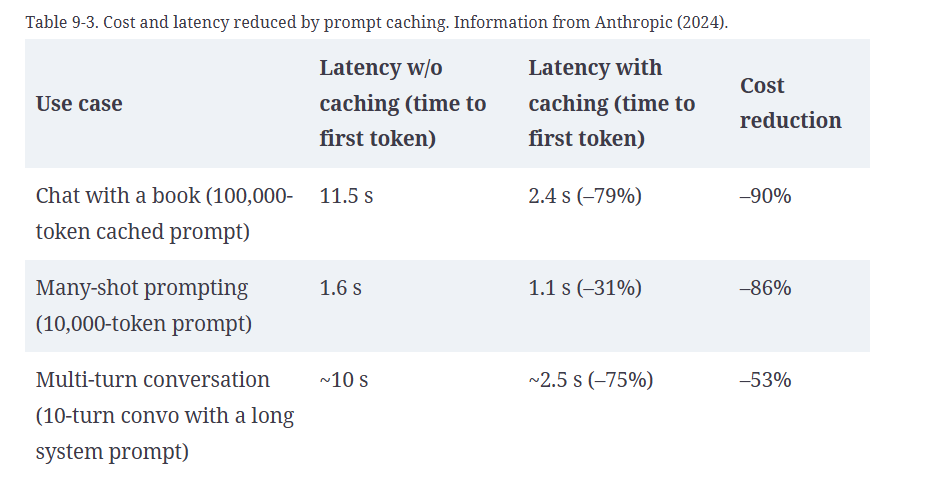 Table 9-3. Cost and latency reduced by prompt caching. Information from Anthropic (2024).
Use case
Latency w/o
caching (time to
first token)
Latency with
caching (time to
first token)
Cost
reduction
Chat with a book (100,000-
token cached prompt)
11.5 s
2.4 s (–79%)
–90%
Many-shot prompting
(10,000-token prompt)
1.6 s
1.1 s (–31%)
–86%
Multi-turn conversation
(10-turn convo with a long
system prompt)
~10 s
~2.5 s (–75%)
–53%